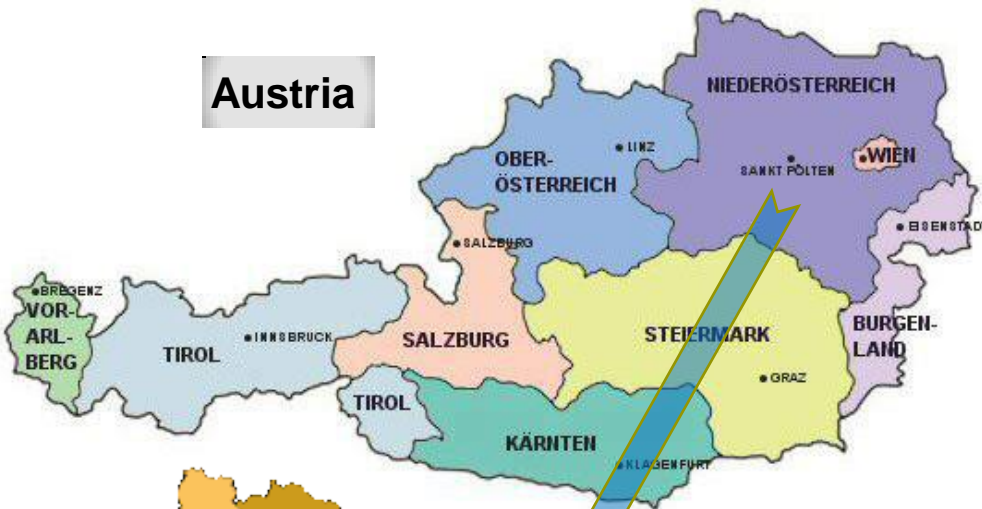 Austria
NIEDERÖSTERREICH
LINZ
OBER-
ÖSTERREICH
WIEN
SANKT PÖLTEN
EISENSTADT
SALZBURG
BREGENZ
VOR-
ARL-
BERG
INNSBRUCK
TIROL
SALZBURG
STEIERMARK
BURGEN-
LAND
GRAZ
TIROL
KÄRNTEN
KLAGENFURT